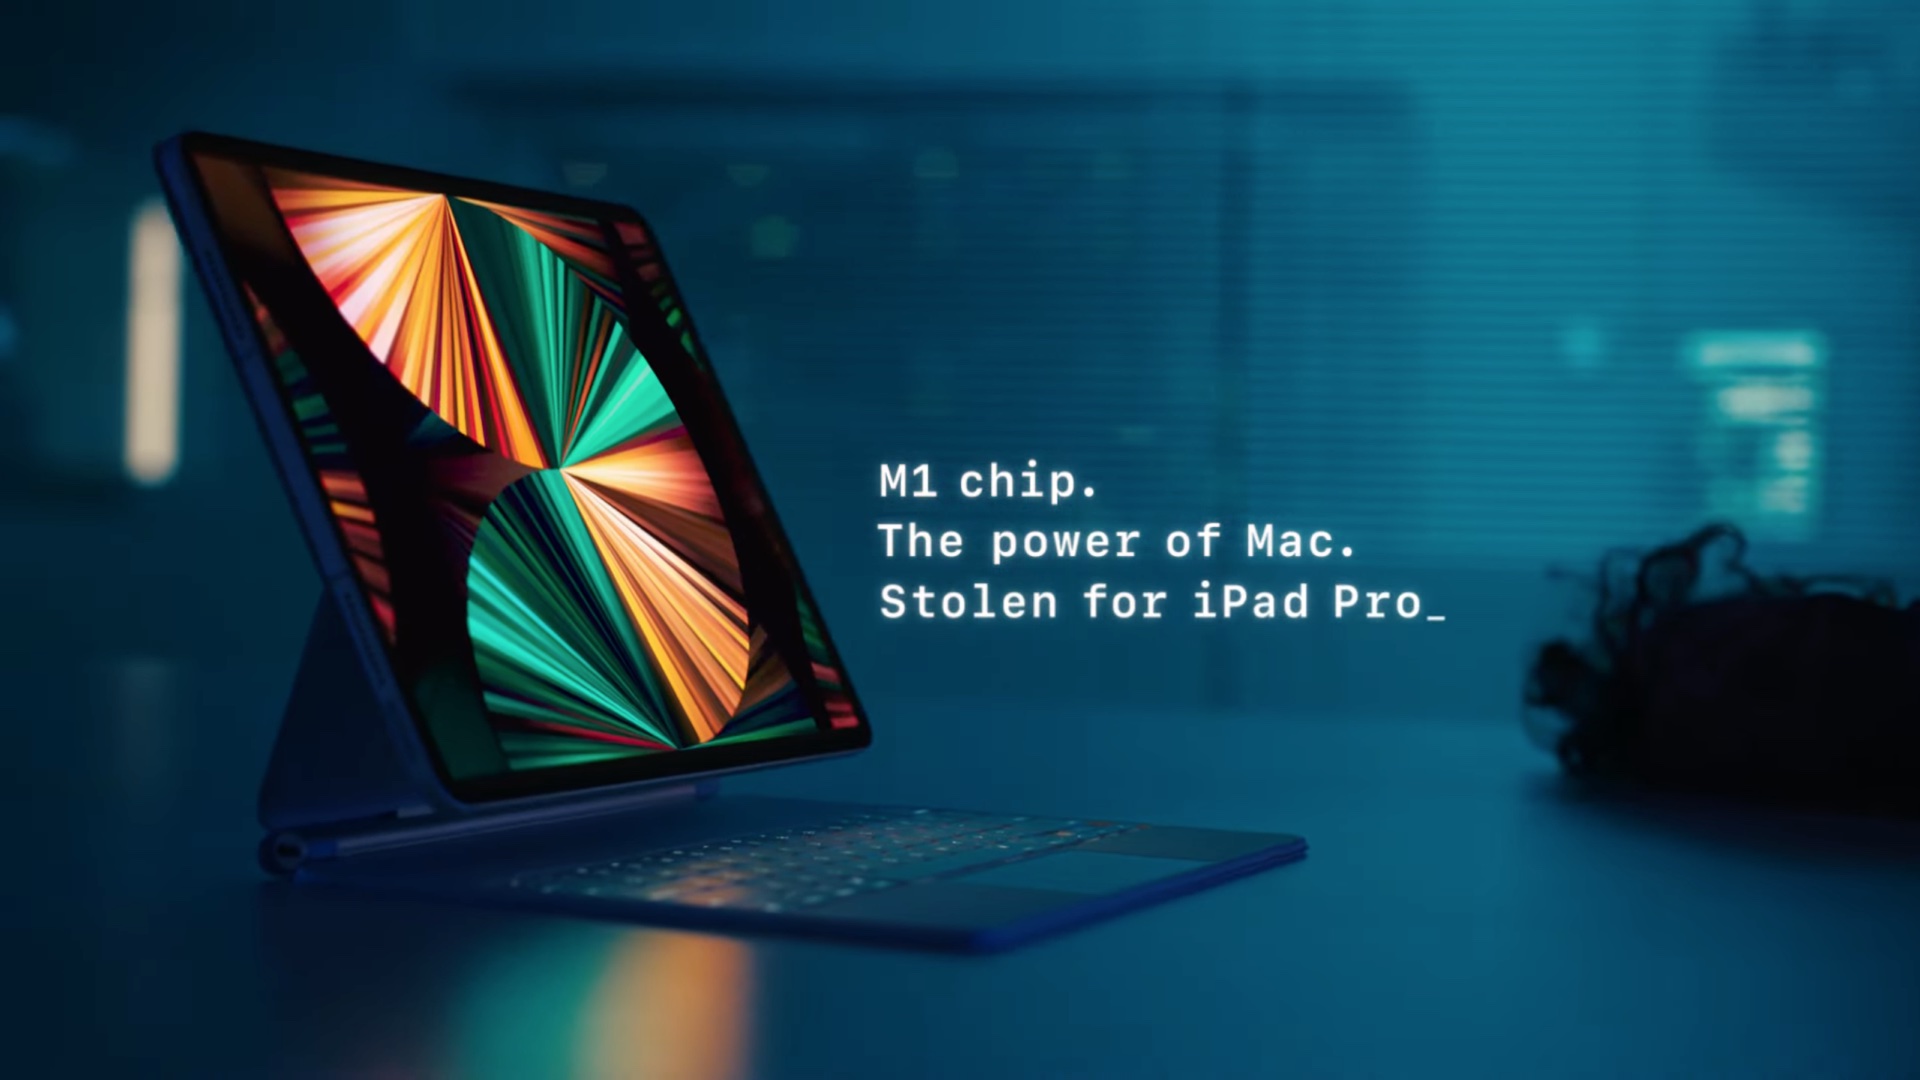 M1 chip.
The power of Mac.
Stolen for iPad Pro_